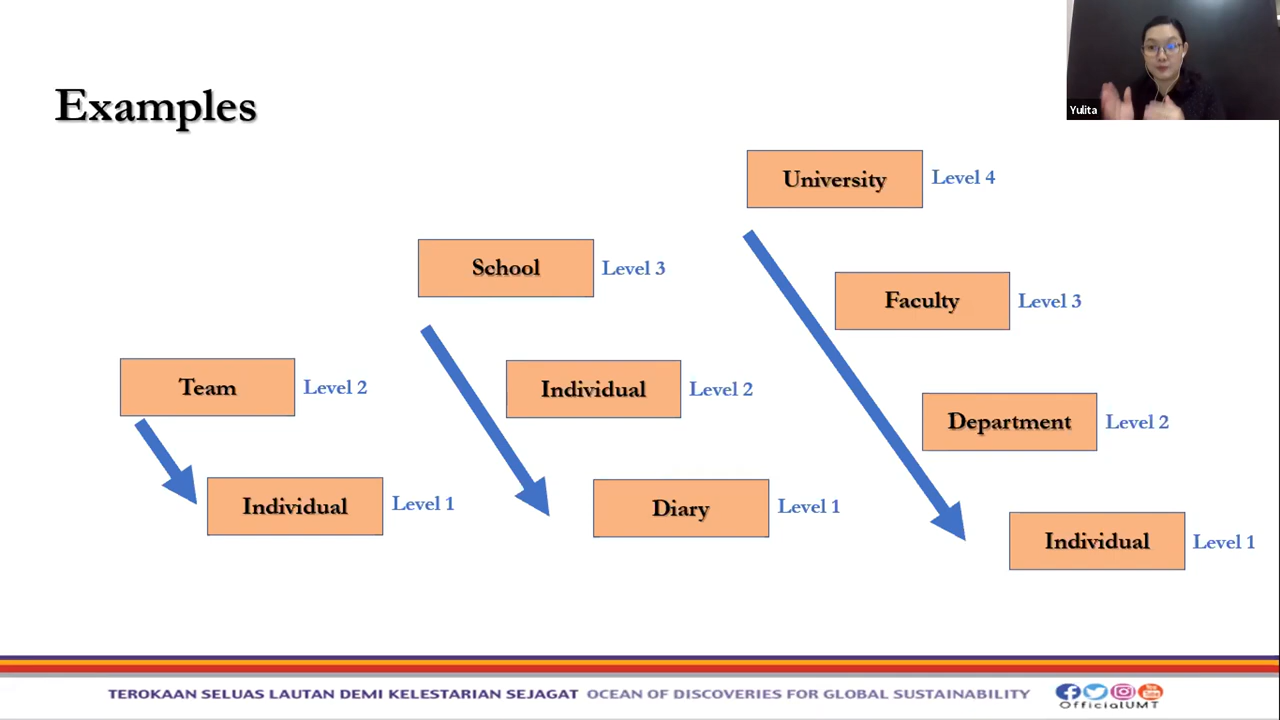 Examples
Yulita
University Level 4
School Level 3
Faculty Level 3
Team Level 2
Individual Level 2
Department Level 2
Individual Level 1
Diary Level 1
Individual Level 1
TEROKAAN SELUAS LAUTAN DEMI KELESTARIAN SEJAGAT OCEAN OF DISCOVERIES FOR GLOBAL SUSTAINABILITY
OfficialUMT